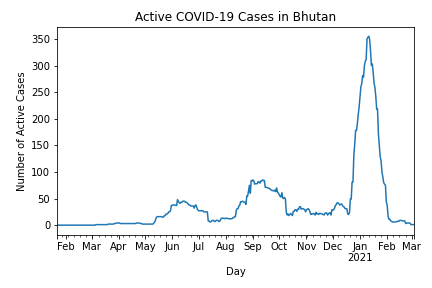 Active COVID-19 Cases in Bhutan
Number of Active Cases
350
300
250
200
150
100
50
0
Feb Mar Apr May Jun Jul Aug Sep Oct Nov Dec Jan Feb Mar
2021
Day